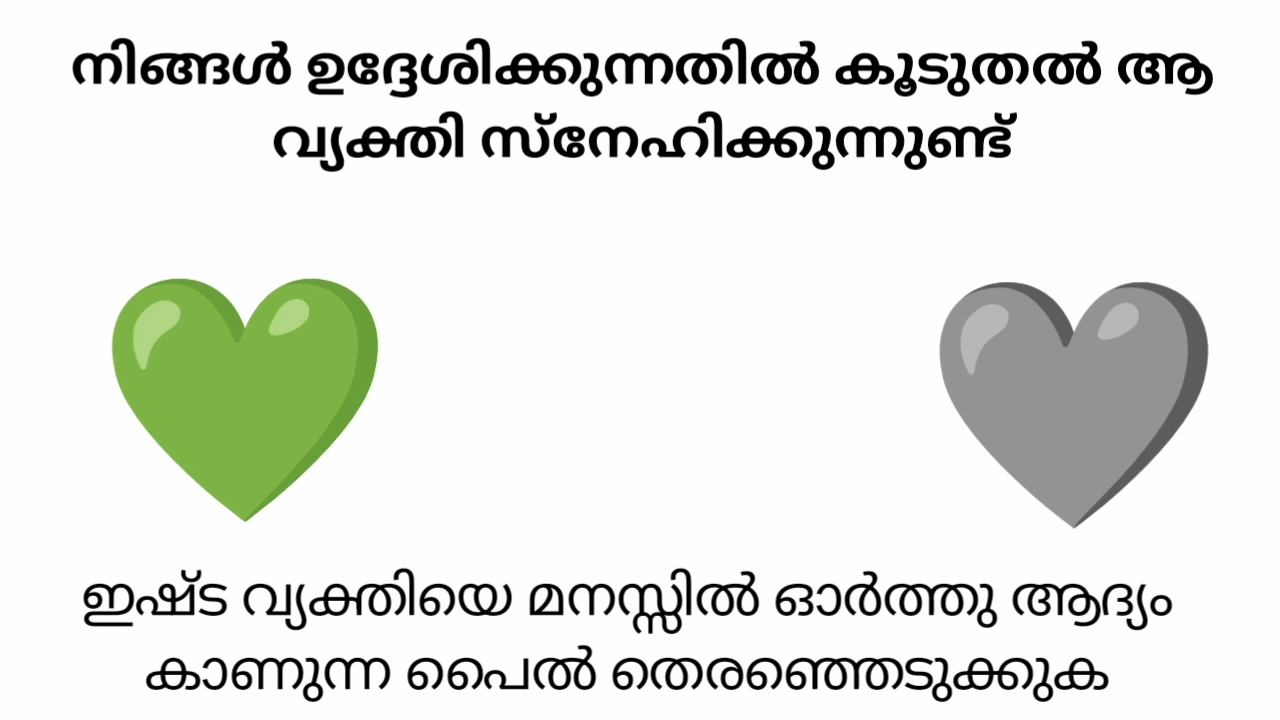 നിങ്ങൾ ഉദ്ദേശിക്കുന്നതിൽ കൂടുതൽ ആ
വ്യക്തി സ്നേഹിക്കുന്നുണ്ട്
ഇഷ്ട വ്യക്തിയെ മനസ്സിൽ ഓർത്തു ആദ്യം
കാണുന്ന പൈൽ തെരഞ്ഞെടുക്കുക